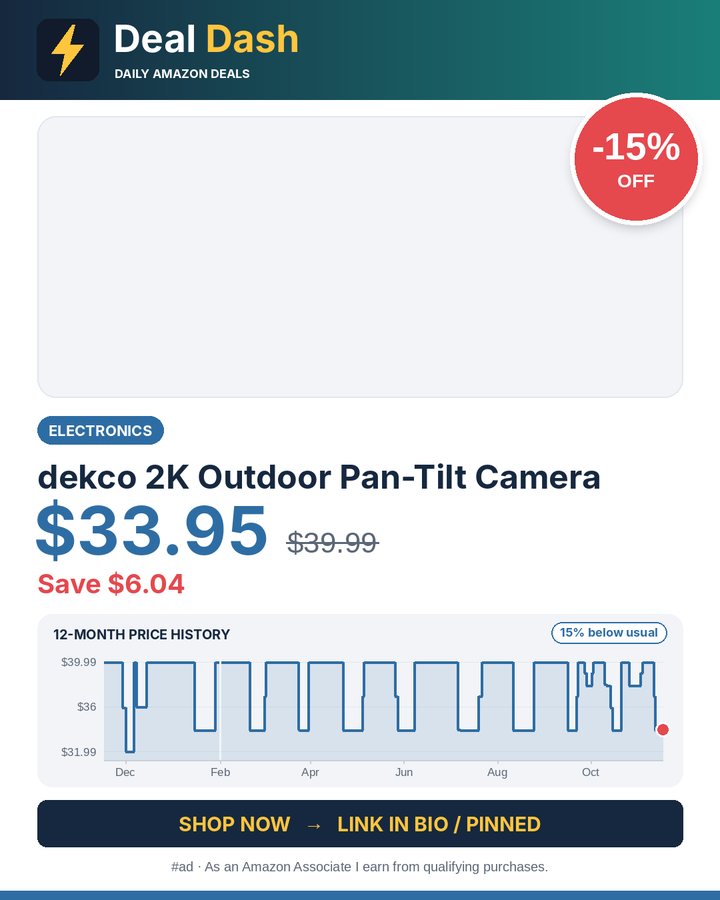 Deal Dash
DAILY AMAZON DEALS
-15%
OFF
ELECTRONICS
dekco 2K Outdoor Pan-Tilt Camera
$33.95 $39.99
Save $6.04
12-MONTH PRICE HISTORY
15% below usual
$39.99
$36
$31.99
Dec Feb Apr Jun Aug Oct
SHOP NOW → LINK IN BIO / PINNED
#ad · As an Amazon Associate I earn from qualifying purchases.